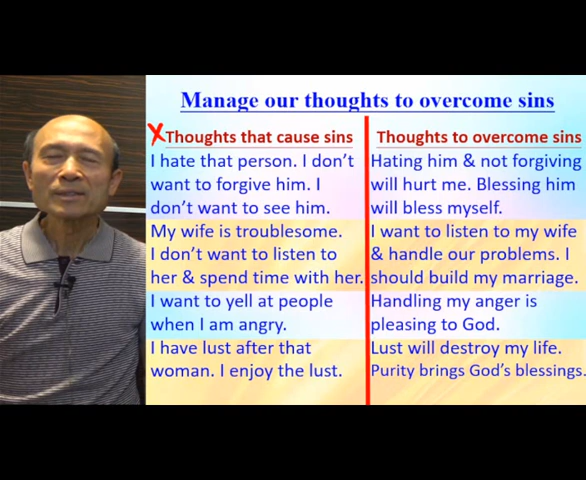 Manage our thoughts to overcome sins
X Thoughts that cause sins
I hate that person. I don't
want to forgive him. I
don't want to see him.
My wife is troublesome.
I don't want to listen to
her & spend time with her.
I want to yell at people
when I am angry.
I have lust after that
woman. I enjoy the lust.
Thoughts to overcome sins
Hating him & not forgiving
will hurt me. Blessing him
will bless myself.
I want to listen to my wife
& handle our problems. I
should build my marriage.
Handling my anger is
pleasing to God.
Lust will destroy my life.
Purity brings God's blessings.